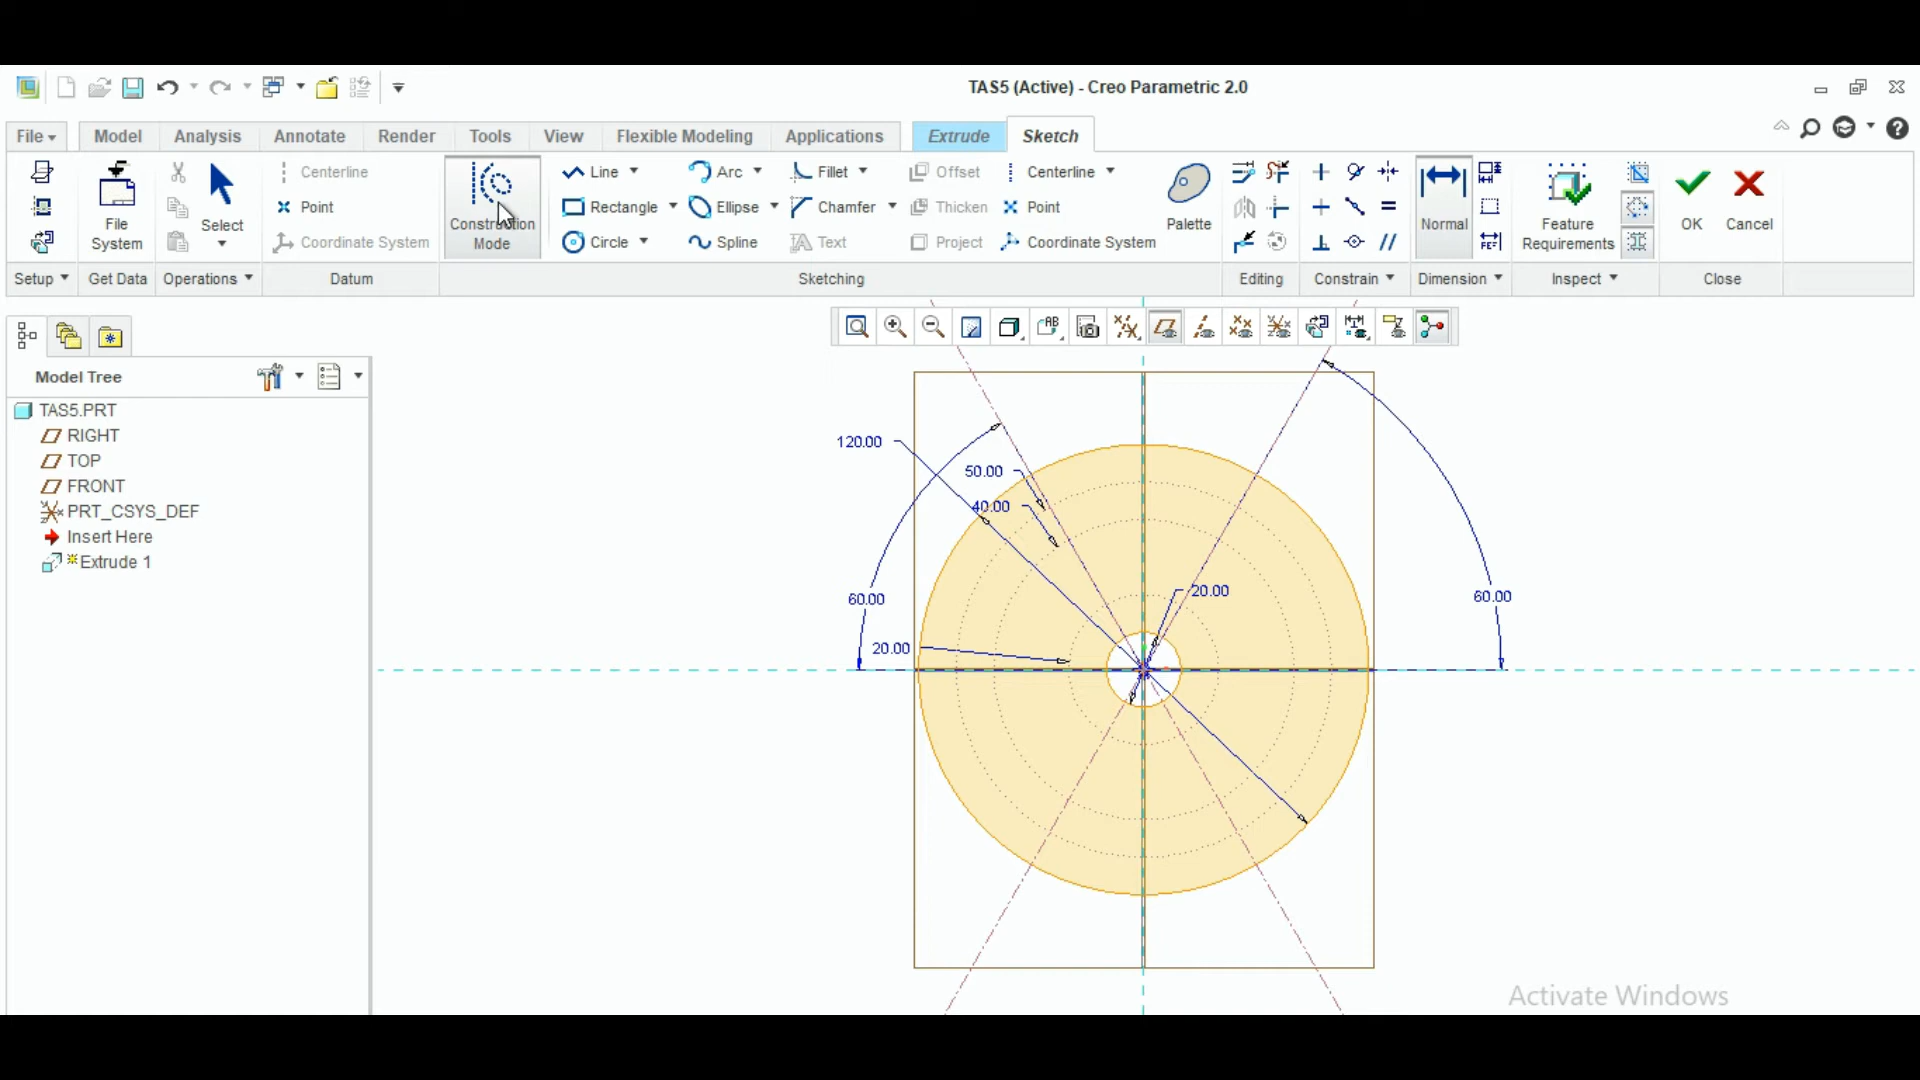 TAS5 (Active) - Creo Parametric 2.0
File Model Analysis Annotate Render Tools View Flexible Modeling Applications Extrude Sketch
Centerline Line Arc Fillet Offset Centerline
File System Select Point Construction Mode Rectangle Ellipse Chamfer Thicken Point Palette Normal Feature Requirements OK Cancel
Coordinate System Circle Spline Text Project Coordinate System
Setup Get Data Operations Datum Sketching Editing Constrain Dimension Inspect Close
Model Tree
TAS5.PRT
RIGHT
TOP
FRONT
PRT_CSYS_DEF
Insert Here
Extrude 1
120.00
50.00
40.00
20.00
60.00
60.00
20.00
Activate Windows